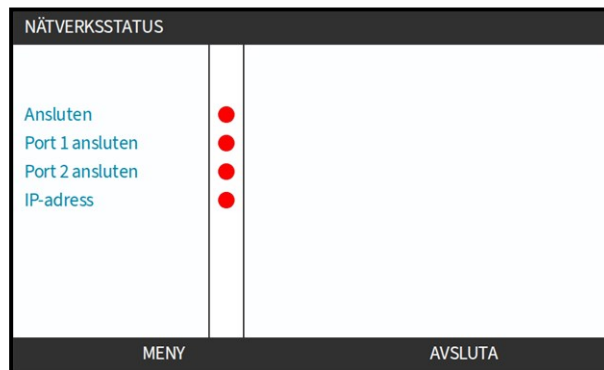 NÄTVERKSSTATUS
Ansluten
Port 1 ansluten
Port 2 ansluten
IP-adress
MENY AVSLUTA